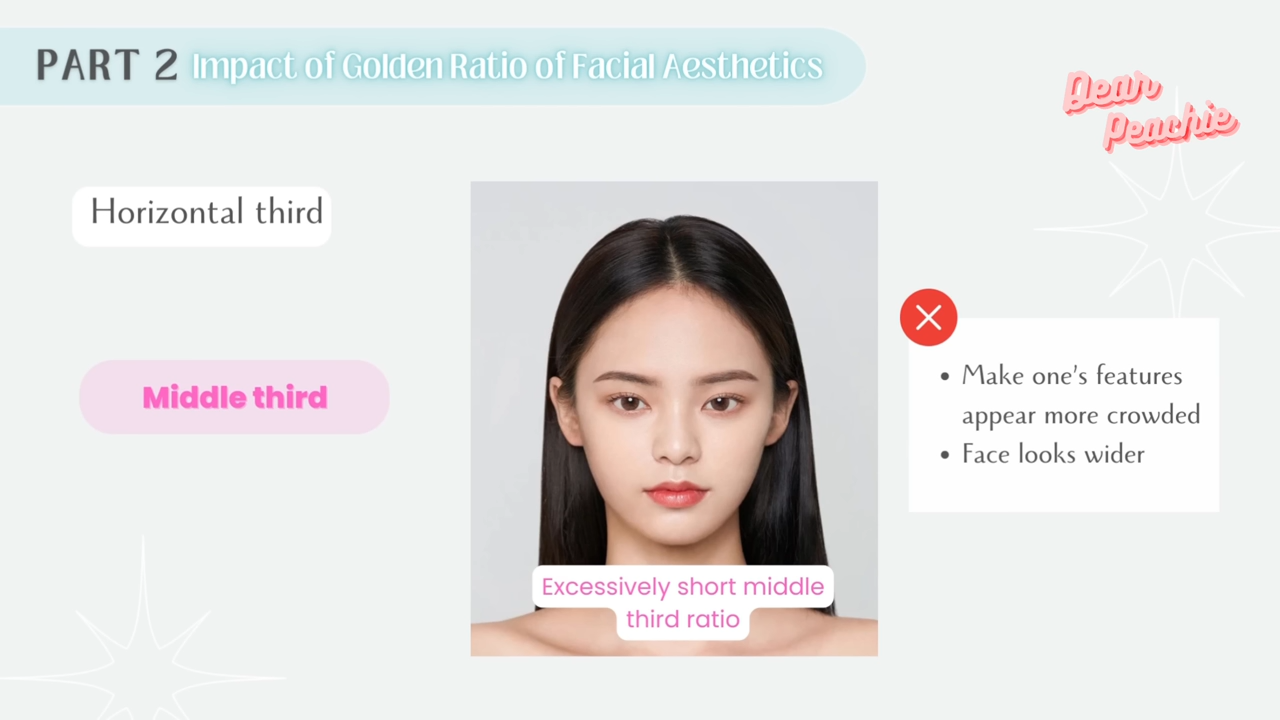 PART 2 Impact of Golden Ratio of Facial Aesthetics
Dear
Peachie
Horizontal third
Middle third
Excessively short middle
third ratio
• Make one's features
appear more crowded
• Face looks wider